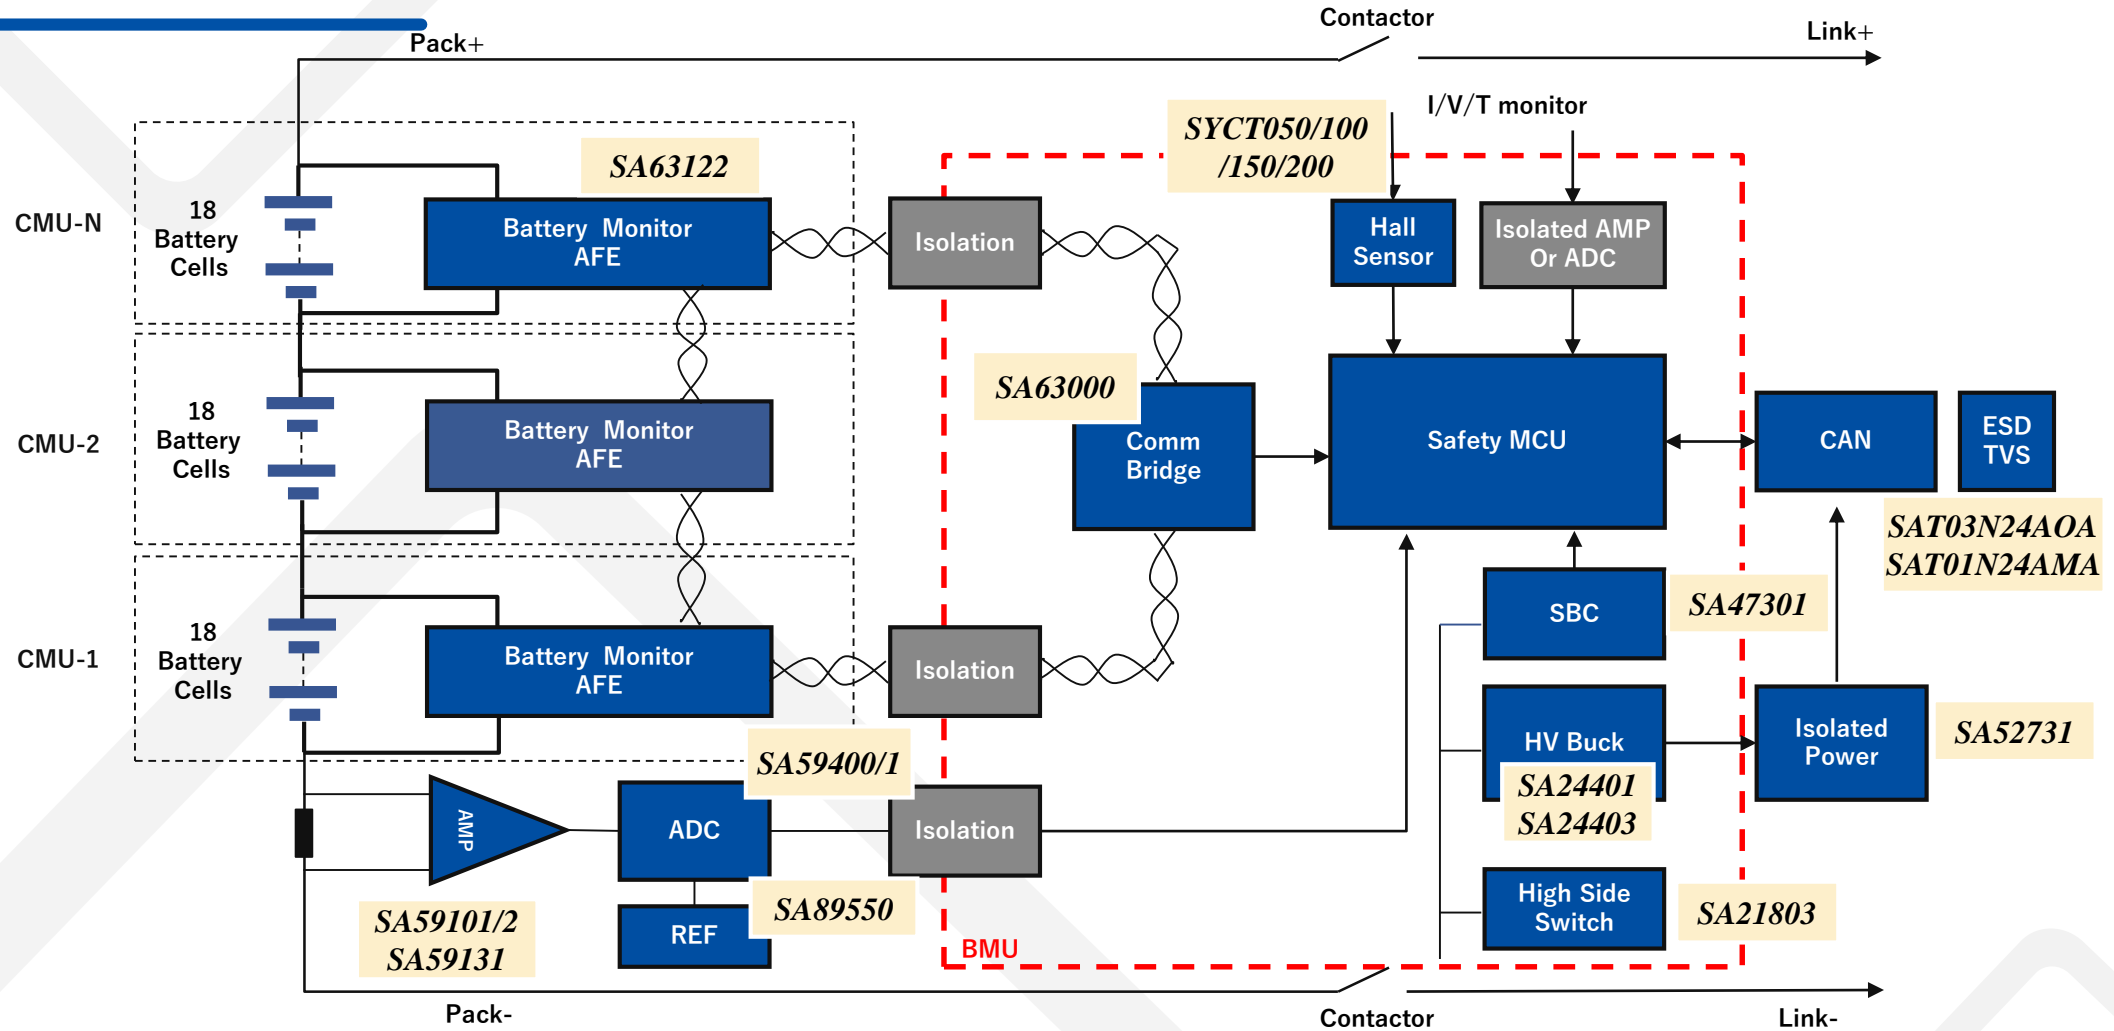 Contactor
Link+
Pack+
I/V/T monitor
SYCT050/100
/150/200
SA63122
CMU-N
18
Battery
Cells
Battery Monitor
AFE
Isolation
Hall
Sensor
Isolated AMP
Or ADC
SA63000
CMU-2
18
Battery
Cells
Battery Monitor
AFE
Comm
Bridge
Safety MCU
CAN
ESD
TVS
SAT03N24AOA
SAT01N24AMA
CMU-1
18
Battery
Cells
Battery Monitor
AFE
Isolation
SBC
SA47301
HV Buck
SA24401
SA24403
Isolated
Power
SA52731
SA59400/1
AMP
ADC
Isolation
SA59101/2
SA59131
REF
SA89550
BMU
High Side
Switch
SA21803
Pack-
Contactor
Link-